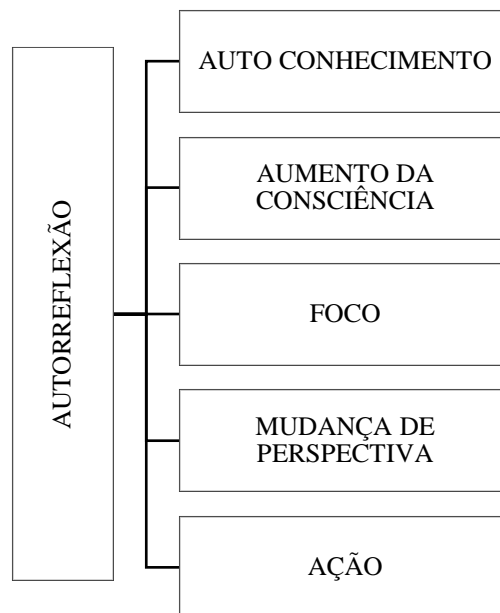 AUTORREFLEXÃO
AUTO CONHECIMENTO
AUMENTO DA
CONSCIÊNCIA
FOCO
MUDANÇA DE
PERSPECTIVA
AÇÃO